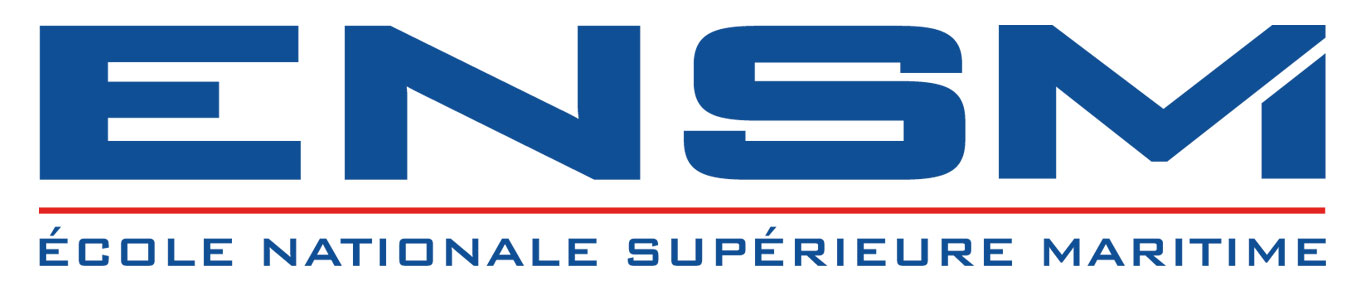 ENSM
ÉCOLE NATIONALE SUPÉRIEURE MARITIME